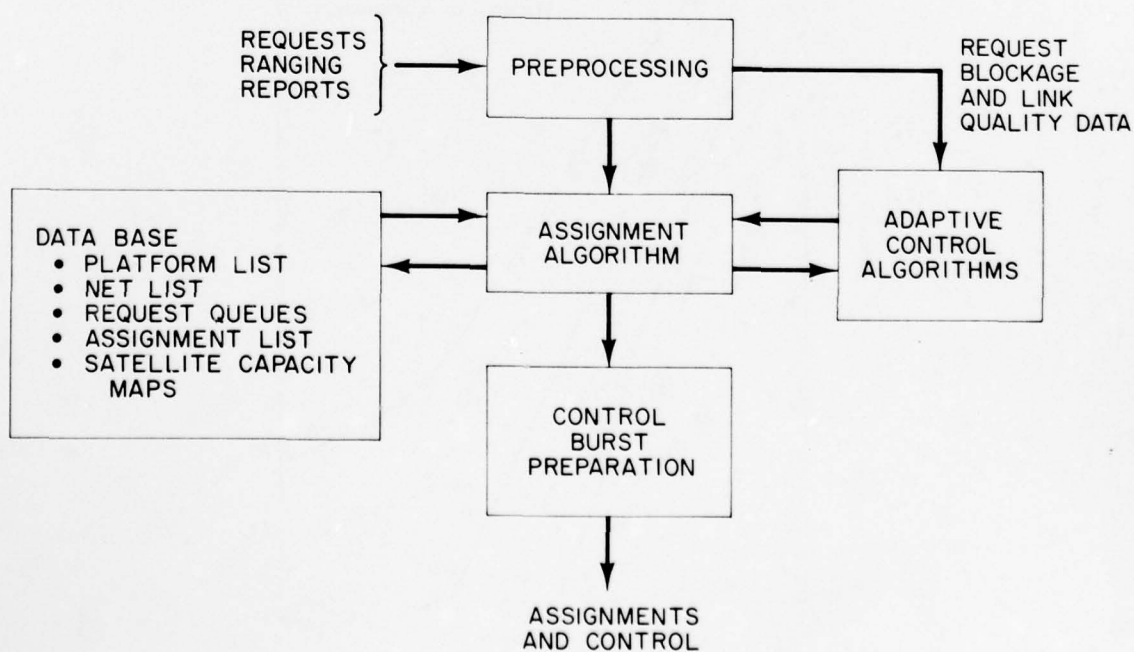 REQUESTS
RANGING
REPORTS
PREPROCESSING
REQUEST
BLOCKAGE
AND LINK
QUALITY DATA
DATA BASE
• PLATFORM LIST
• NET LIST
• REQUEST QUEUES
• ASSIGNMENT LIST
• SATELLITE CAPACITY
MAPS
ASSIGNMENT
ALGORITHM
ADAPTIVE
CONTROL
ALGORITHMS
CONTROL
BURST
PREPARATION
ASSIGNMENTS
AND CONTROL